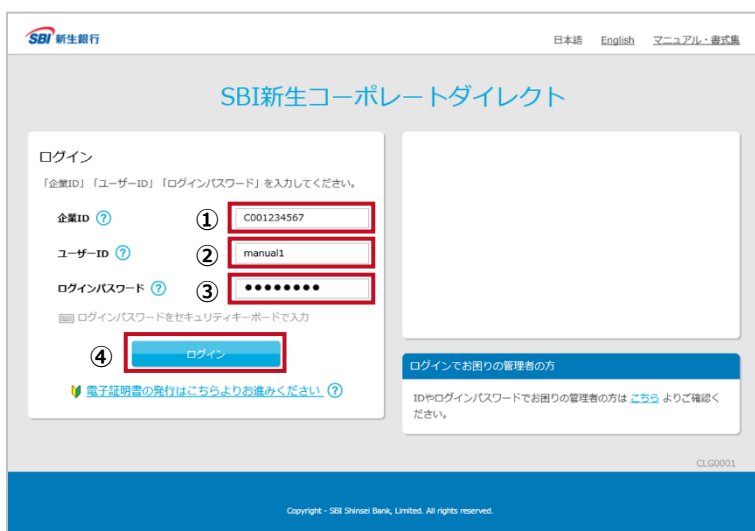 SBI 新生銀行
日本語 English マニュアル・書式集
SBI新生コーポレートダイレクト
ログイン
「企業ID」「ユーザーID」「ログインパスワード」を入力してください。
企業ID ? ① C001234567
ユーザーID ? ② manual1
ログインパスワード ? ③ ●●●●●●●●
ログインパスワードをセキュリティキーボードで入力
④ ログイン
電子証明書の発行はこちらよりお進みください ?
ログインでお困りの管理者の方
IDやログインパスワードでお困りの管理者の方は こちら よりご確認く
ださい。
CLG0001
Copyright - SBI Shinsei Bank, Limited. All rights reserved.